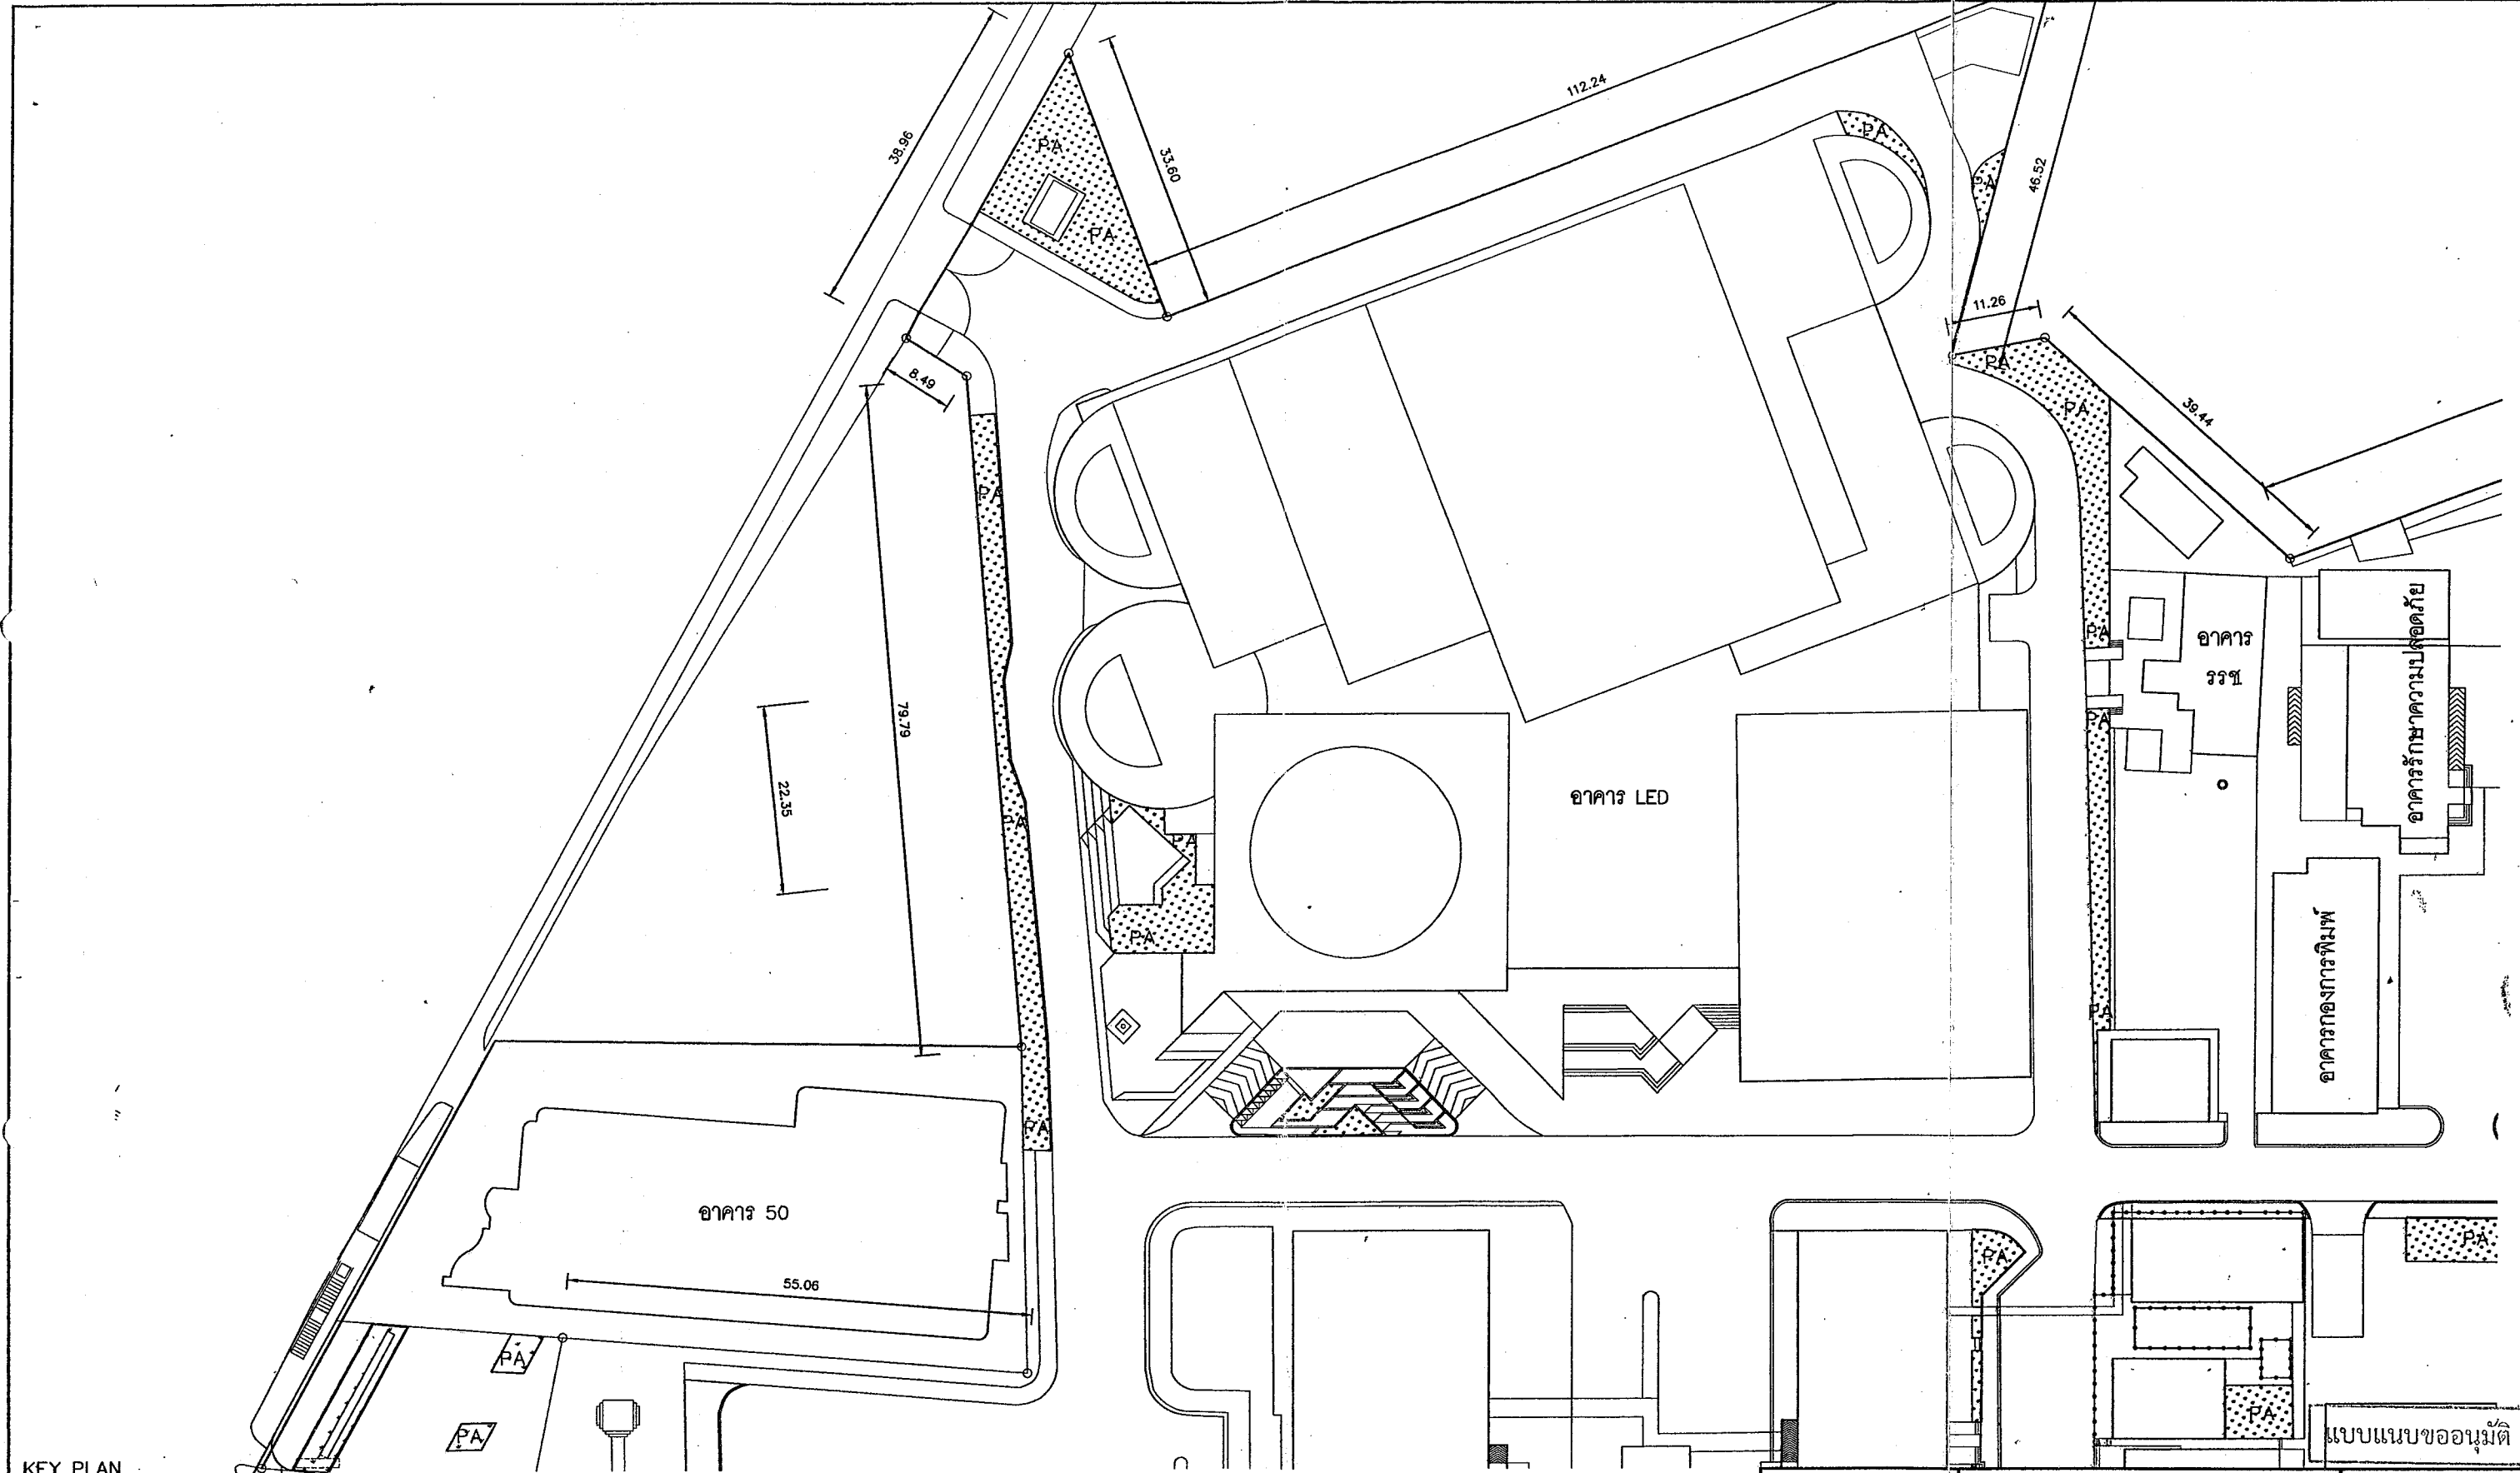 38.96
PA
33.60
PA
112.24
PA
PA
46.52
11.26
PA
PA
39.44
8.49
PA
79.79
22.35
PA
PA
PA
PA
PA
PA
PA
PA
อาคาร LED
อาคาร
รรช
อาคารรักษาความปลอดภัย
อาคารกองการพิมพ์
อาคาร 50
55.06
PA
PA
PA
PA
PA
แบบแนบขออนุมัติ
KEY PLAN